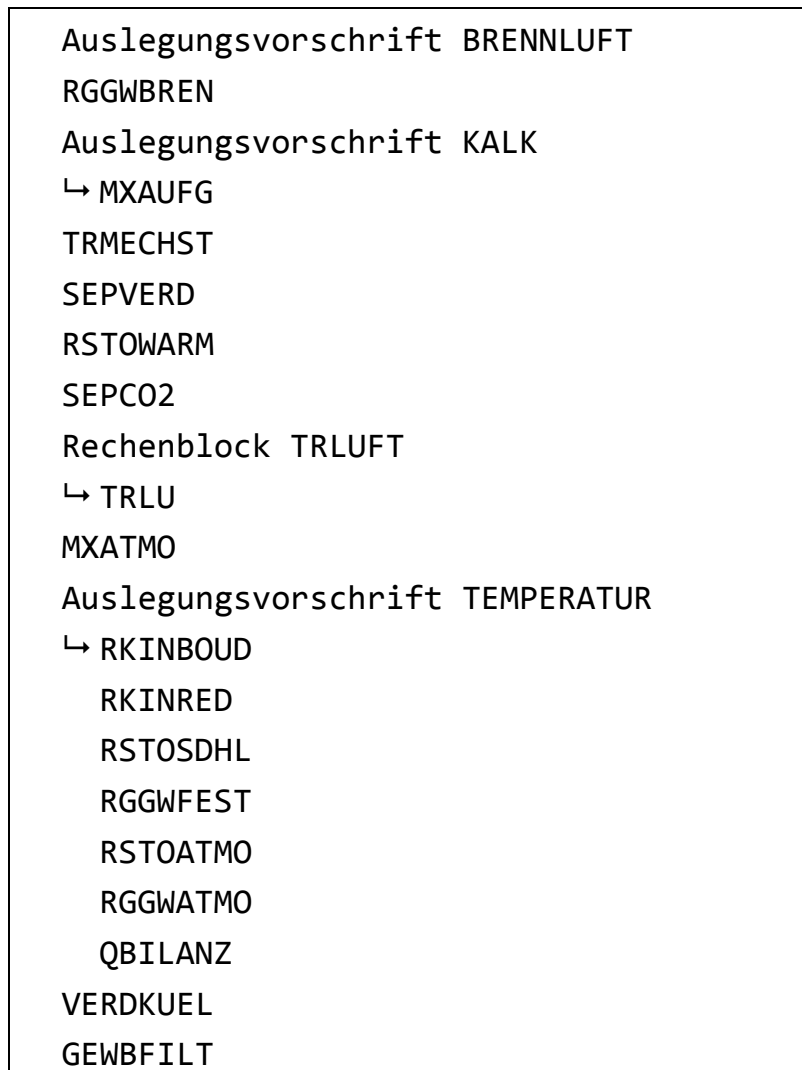 Auslegungsvorschrift BRENNLUFT
RGGWBREN
Auslegungsvorschrift KALK
↳ MXAUFG
TRMECHST
SEPVERD
RSTOWARM
SEPCO2
Rechenblock TRLUFT
↳ TRLU
MXATMO
Auslegungsvorschrift TEMPERATUR
↳ RKINBOUD
RKINRED
RSTOSDHL
RGGWFEST
RSTOATMO
RGGWATMO
QBILANZ
VERDKUEL
GEWBFILT